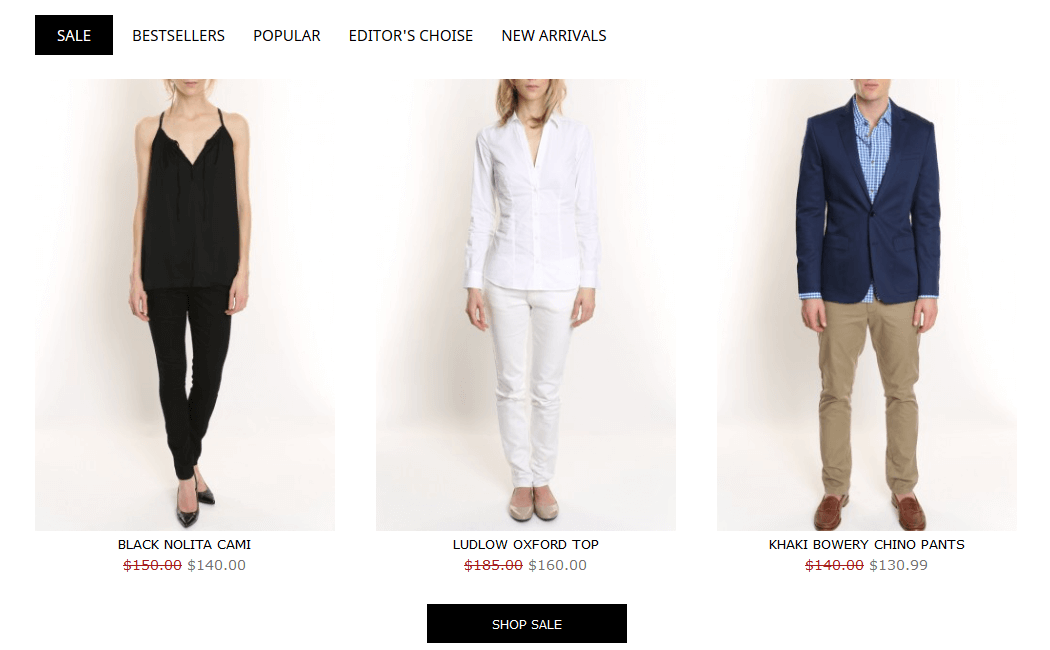 SALE BESTSELLERS POPULAR EDITOR'S CHOISE NEW ARRIVALS
BLACK NOLITA CAMI LUDLOW OXFORD TOP KHAKI BOWERY CHINO PANTS
$150.00 $140.00 $185.00 $160.00 $140.00 $130.99
SHOP SALE